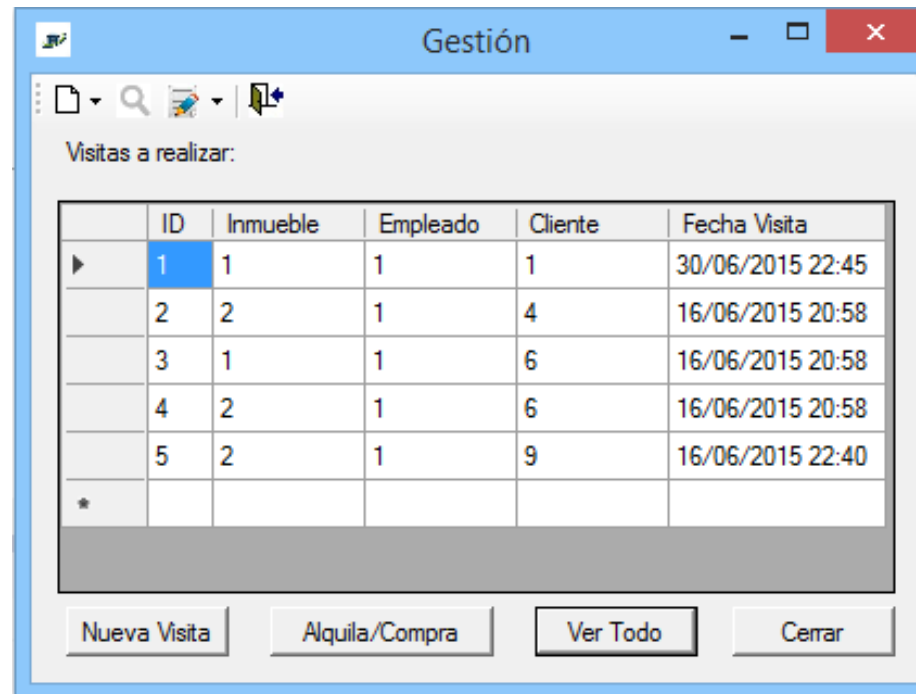 Gestión
Visitas a realizar:
ID Inmueble Empleado Cliente Fecha Visita
1 1 1 1 30/06/2015 22:45
2 2 1 4 16/06/2015 20:58
3 1 1 6 16/06/2015 20:58
4 2 1 6 16/06/2015 20:58
5 2 1 9 16/06/2015 22:40
Nueva Visita Alquila/Compra Ver Todo Cerrar